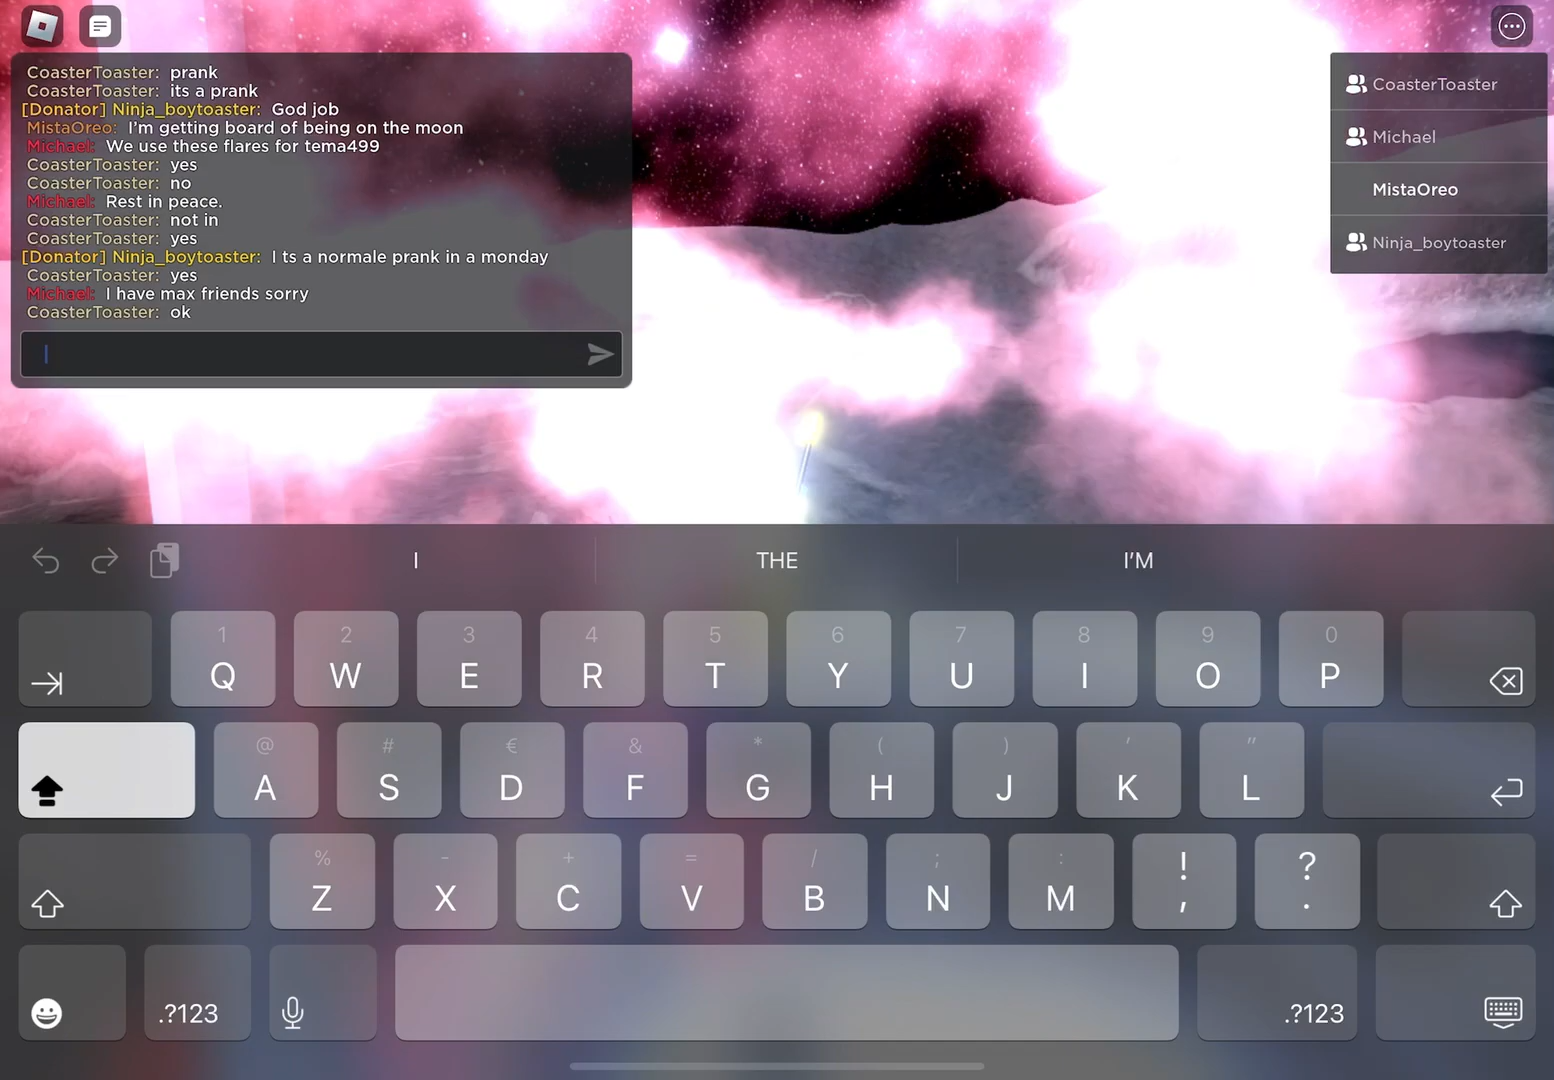 CoasterToaster: prank
CoasterToaster: its a prank
[Donator] Ninja_boytoaster: God job
MistaOreo: I'm getting board of being on the moon
Michael: We use these flares for tema499
CoasterToaster: yes
CoasterToaster: no
Michael: Rest in peace.
CoasterToaster: not in
CoasterToaster: yes
[Donator] Ninja_boytoaster: I ts a normale prank in a monday
CoasterToaster: yes
Michael: I have max friends sorry
CoasterToaster: ok
CoasterToaster
Michael
MistaOreo
Ninja_boytoaster
I THE I'M
1 2 3 4 5 6 7 8 9 0
Q W E R T Y U I O P
@ # € & * ( ) ' "
A S D F G H J K L
% - + = / ; : ! ?
Z X C V B N M , .
.?123 .?123